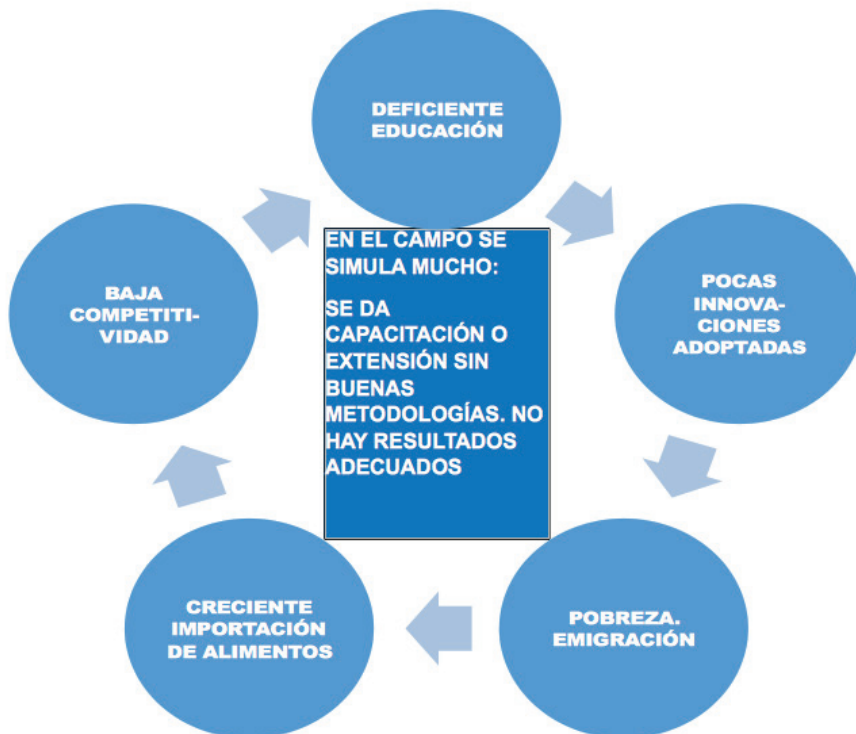 DEFICIENTE
EDUCACIÓN
POCAS
INNOVA-
CIONES
ADOPTADAS
POBREZA.
EMIGRACIÓN
CRECIENTE
IMPORTACIÓN
DE ALIMENTOS
BAJA
COMPETITI-
VIDAD
EN EL CAMPO SE
SIMULA MUCHO:
SE DA
CAPACITACIÓN O
EXTENSIÓN SIN
BUENAS
METODOLOGÍAS. NO
HAY RESULTADOS
ADECUADOS